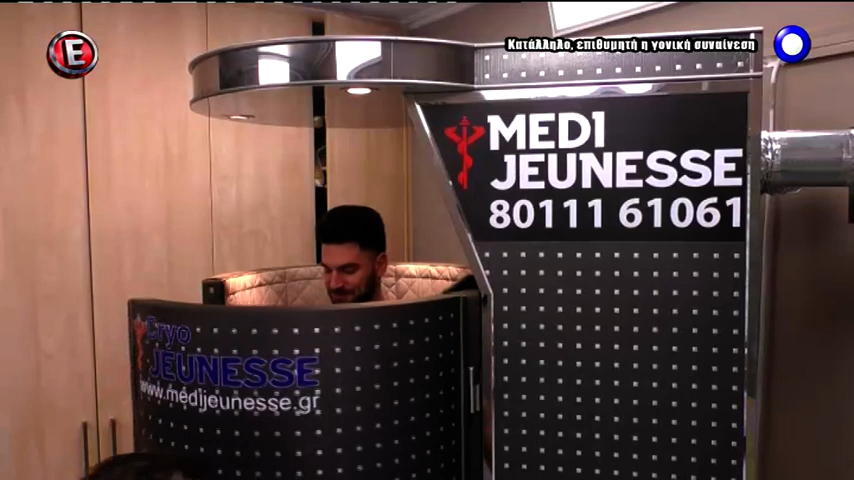 E
Κατάλληλο, επιθυμητή η γονική συναίνεση
MEDI
JEUNESSE
80111 61061
Cryo
JEUNESSE
www.medijeunesse.gr